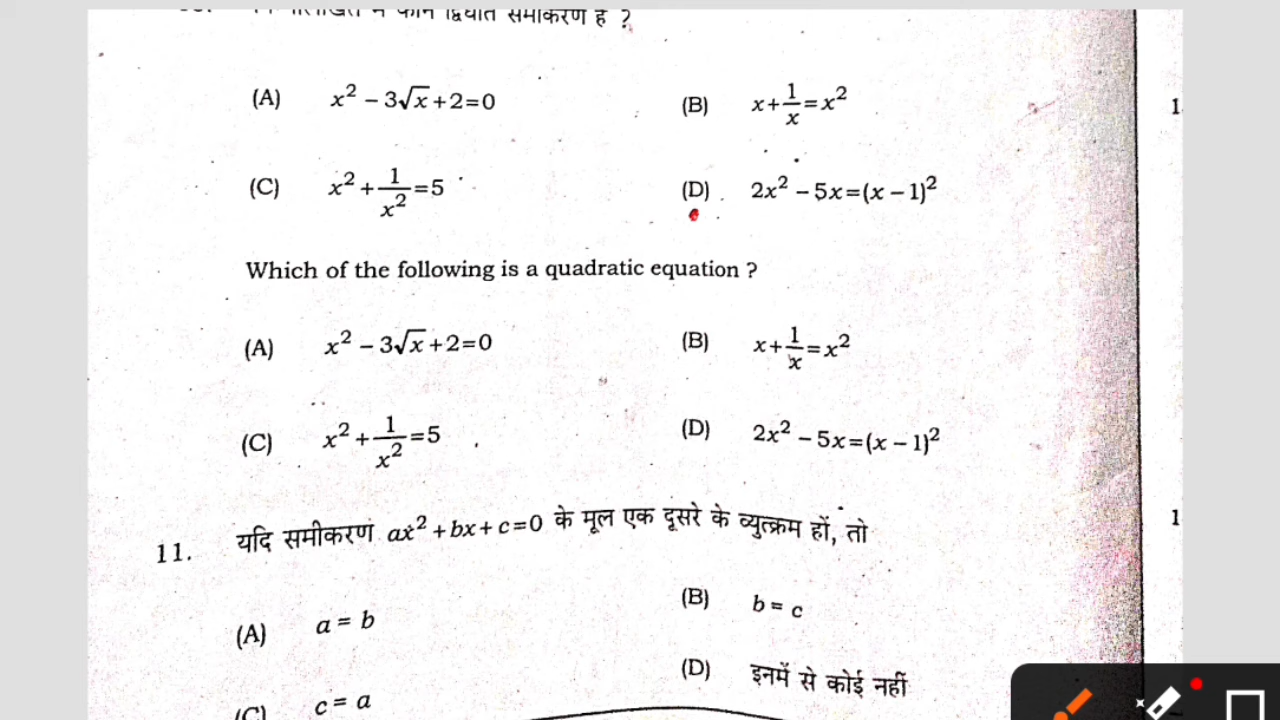 में कौन द्विघात समीकरण है ?
(A) x² – 3√x + 2 = 0 (B) x + 1/x = x²
(C) x² + 1/x² = 5 (D) 2x² – 5x = (x – 1)²
Which of the following is a quadratic equation ?
(A) x² – 3√x + 2 = 0 (B) x + 1/x = x²
(C) x² + 1/x² = 5 (D) 2x² – 5x = (x – 1)²
11. यदि समीकरण ax² + bx + c = 0 के मूल एक दूसरे के व्युत्क्रम हों, तो
(A) a = b (B) b = c
(C) c = a (D) इनमें से कोई नहीं
1
1